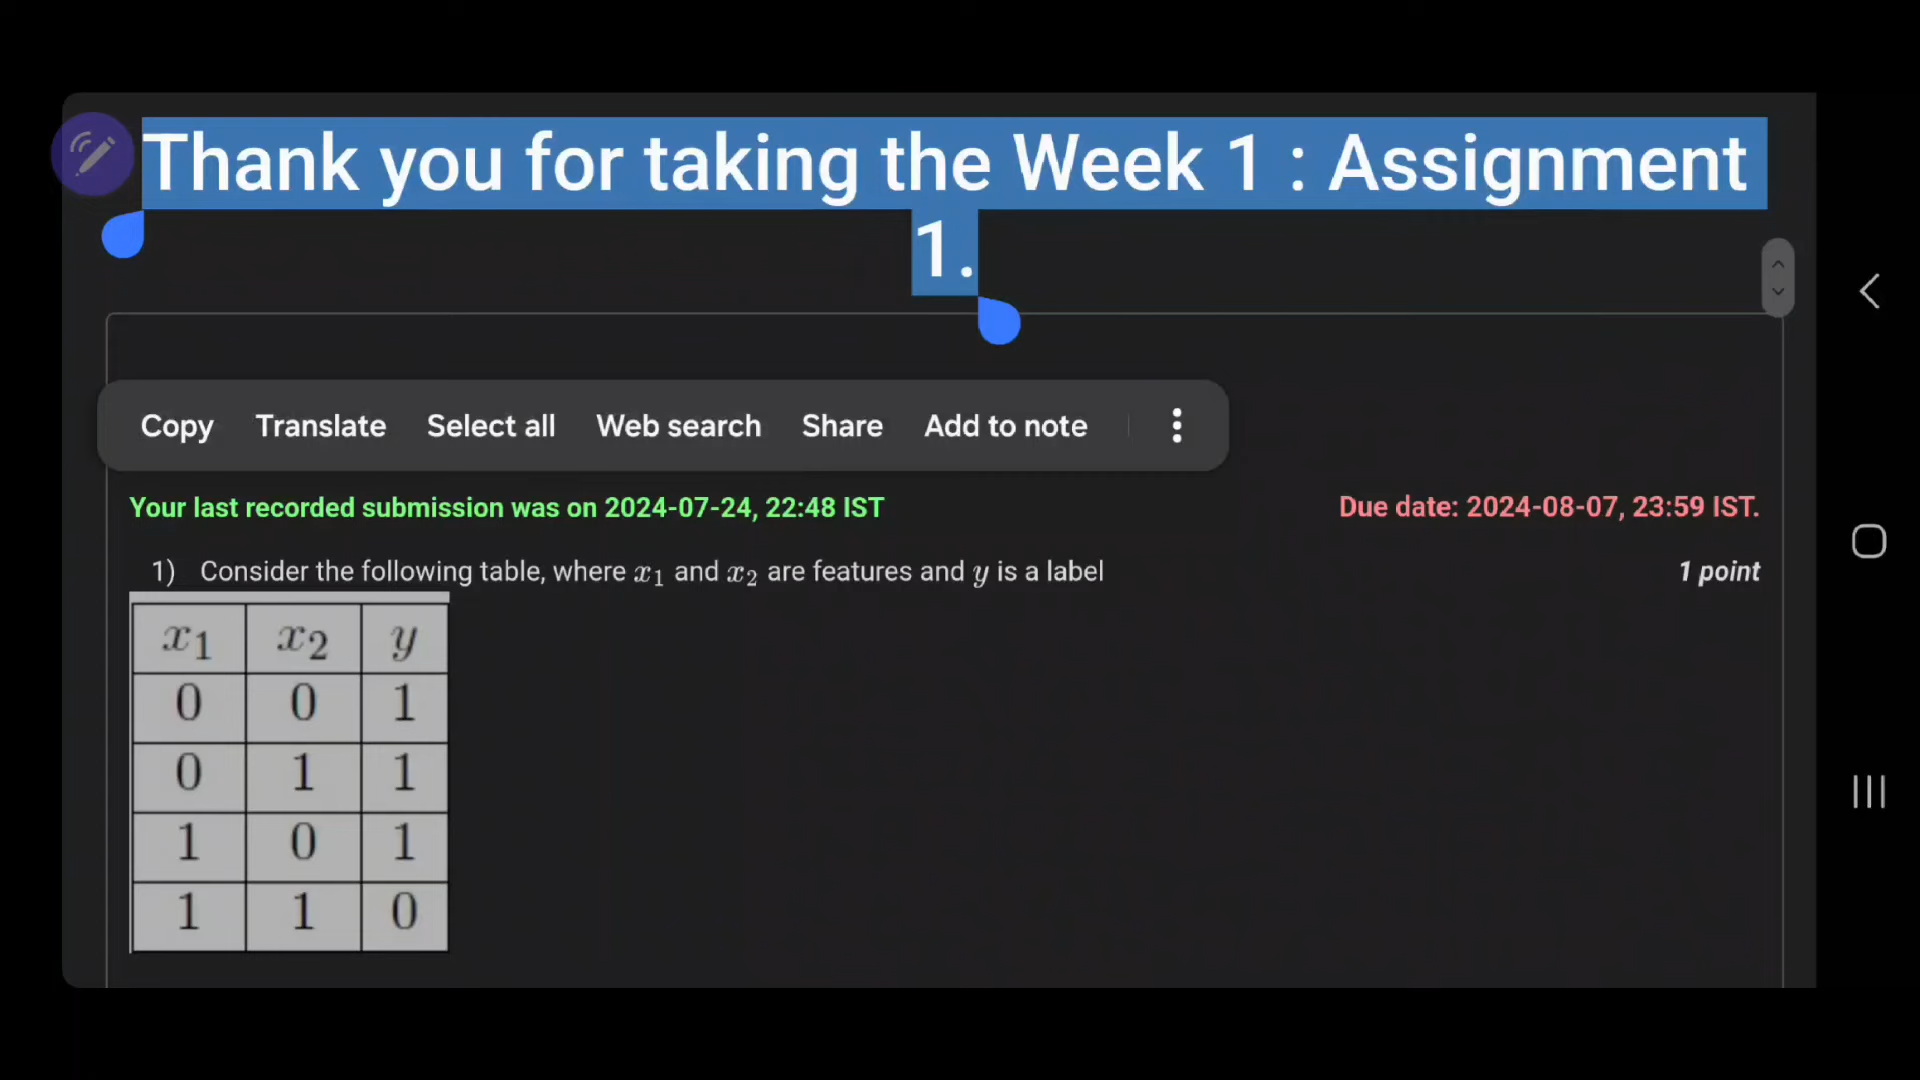 Thank you for taking the Week 1 : Assignment
1.
Copy Translate Select all Web search Share Add to note
Your last recorded submission was on 2024-07-24, 22:48 IST Due date: 2024-08-07, 23:59 IST.
1) Consider the following table, where x₁ and x₂ are features and y is a label 1 point
x₁ x₂ y
0 0 1
0 1 1
1 0 1
1 1 0